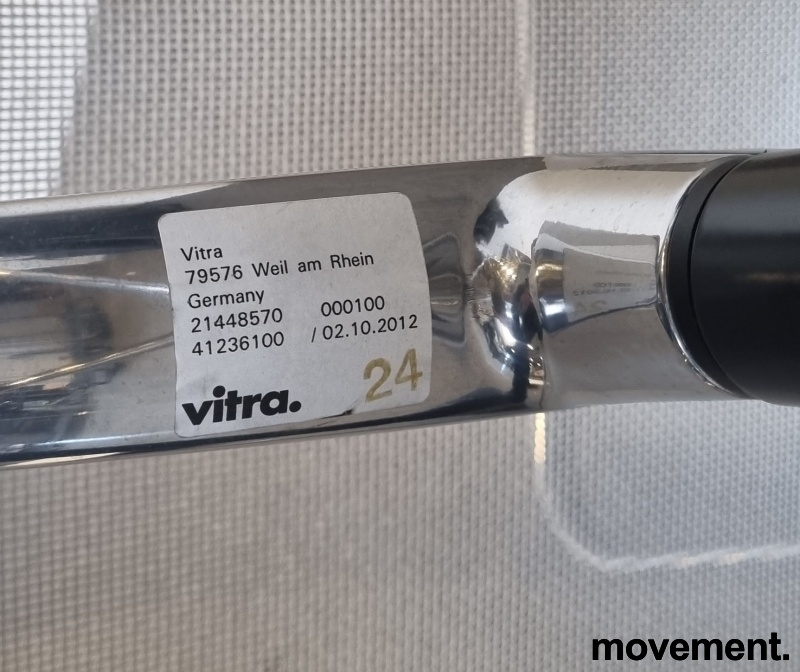 Vitra
79576 Weil am Rhein
Germany
21448570 000100
41236100 / 02.10.2012
24
vitra.
movement.